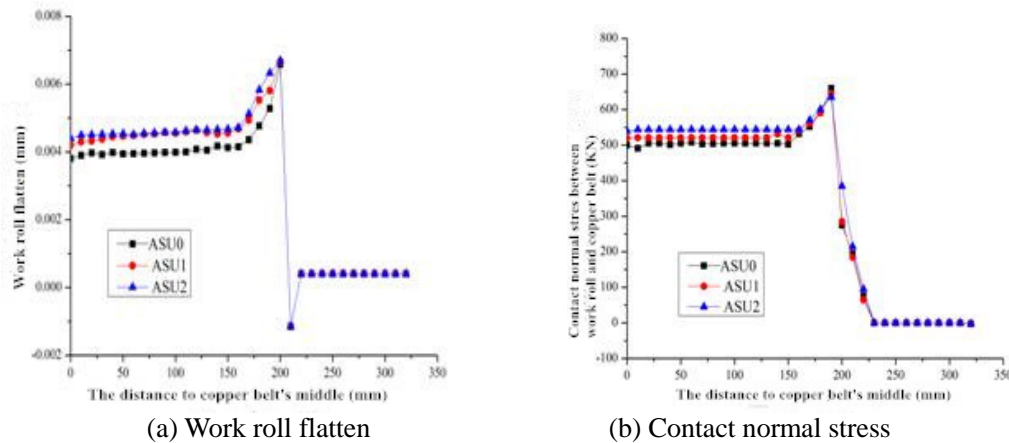 0.008
0.006
0.004
0.002
0.000
-0.002
Work roll flatten (mm)
ASU0
ASU1
ASU2
0
50
100
150
200
250
300
350
The distance to copper belt's middle (mm)
(a) Work roll flatten
800
700
600
500
400
300
200
100
0
-100
Contact normal stres between
work roll and copper belt (KN)
ASU0
ASU1
ASU2
0
50
100
150
200
250
300
350
The distance to copper belt's middle (mm)
(b) Contact normal stress